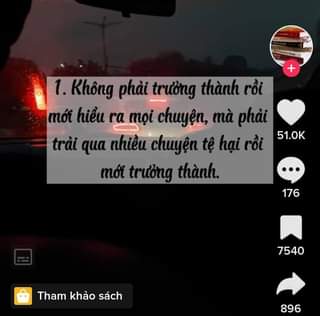 1. Không phải trưởng thành rồi
mới hiểu ra mọi chuyện, mà phải
trải qua nhiều chuyện tệ hại rồi
mới trưởng thành.
51.0K
176
7540
896
Tham khảo sách